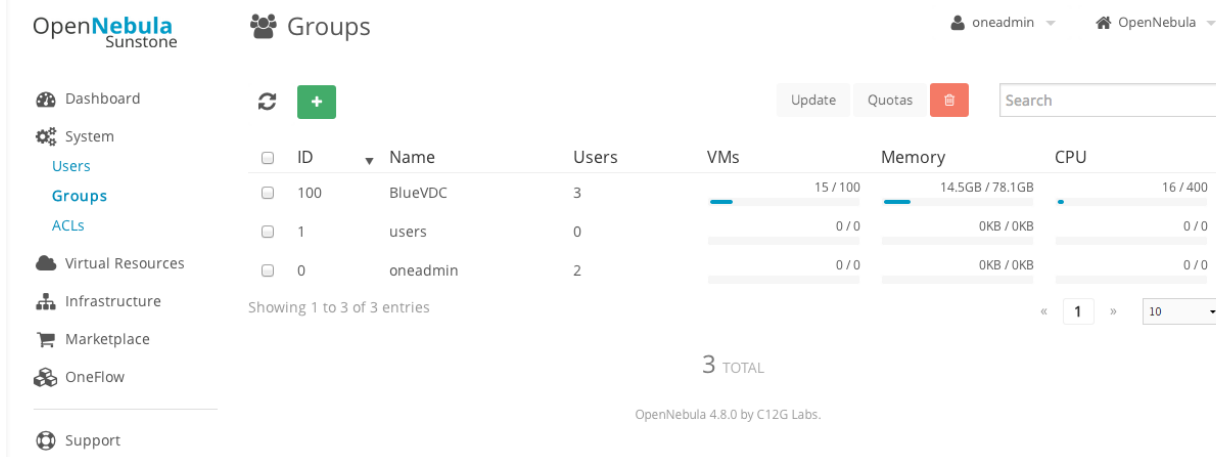 OpenNebula
Sunstone
Groups
oneadmin
OpenNebula
Dashboard
System
Users
Groups
ACLs
Virtual Resources
Infrastructure
Marketplace
OneFlow
Support
Update Quotas Search
ID Name Users VMs Memory CPU
100 BlueVDC 3 15 / 100 14.5GB / 78.1GB 16 / 400
1 users 0 0 / 0 0KB / 0KB 0 / 0
0 oneadmin 2 0 / 0 0KB / 0KB 0 / 0
Showing 1 to 3 of 3 entries
« 1 » 10
3 TOTAL
OpenNebula 4.8.0 by C12G Labs.